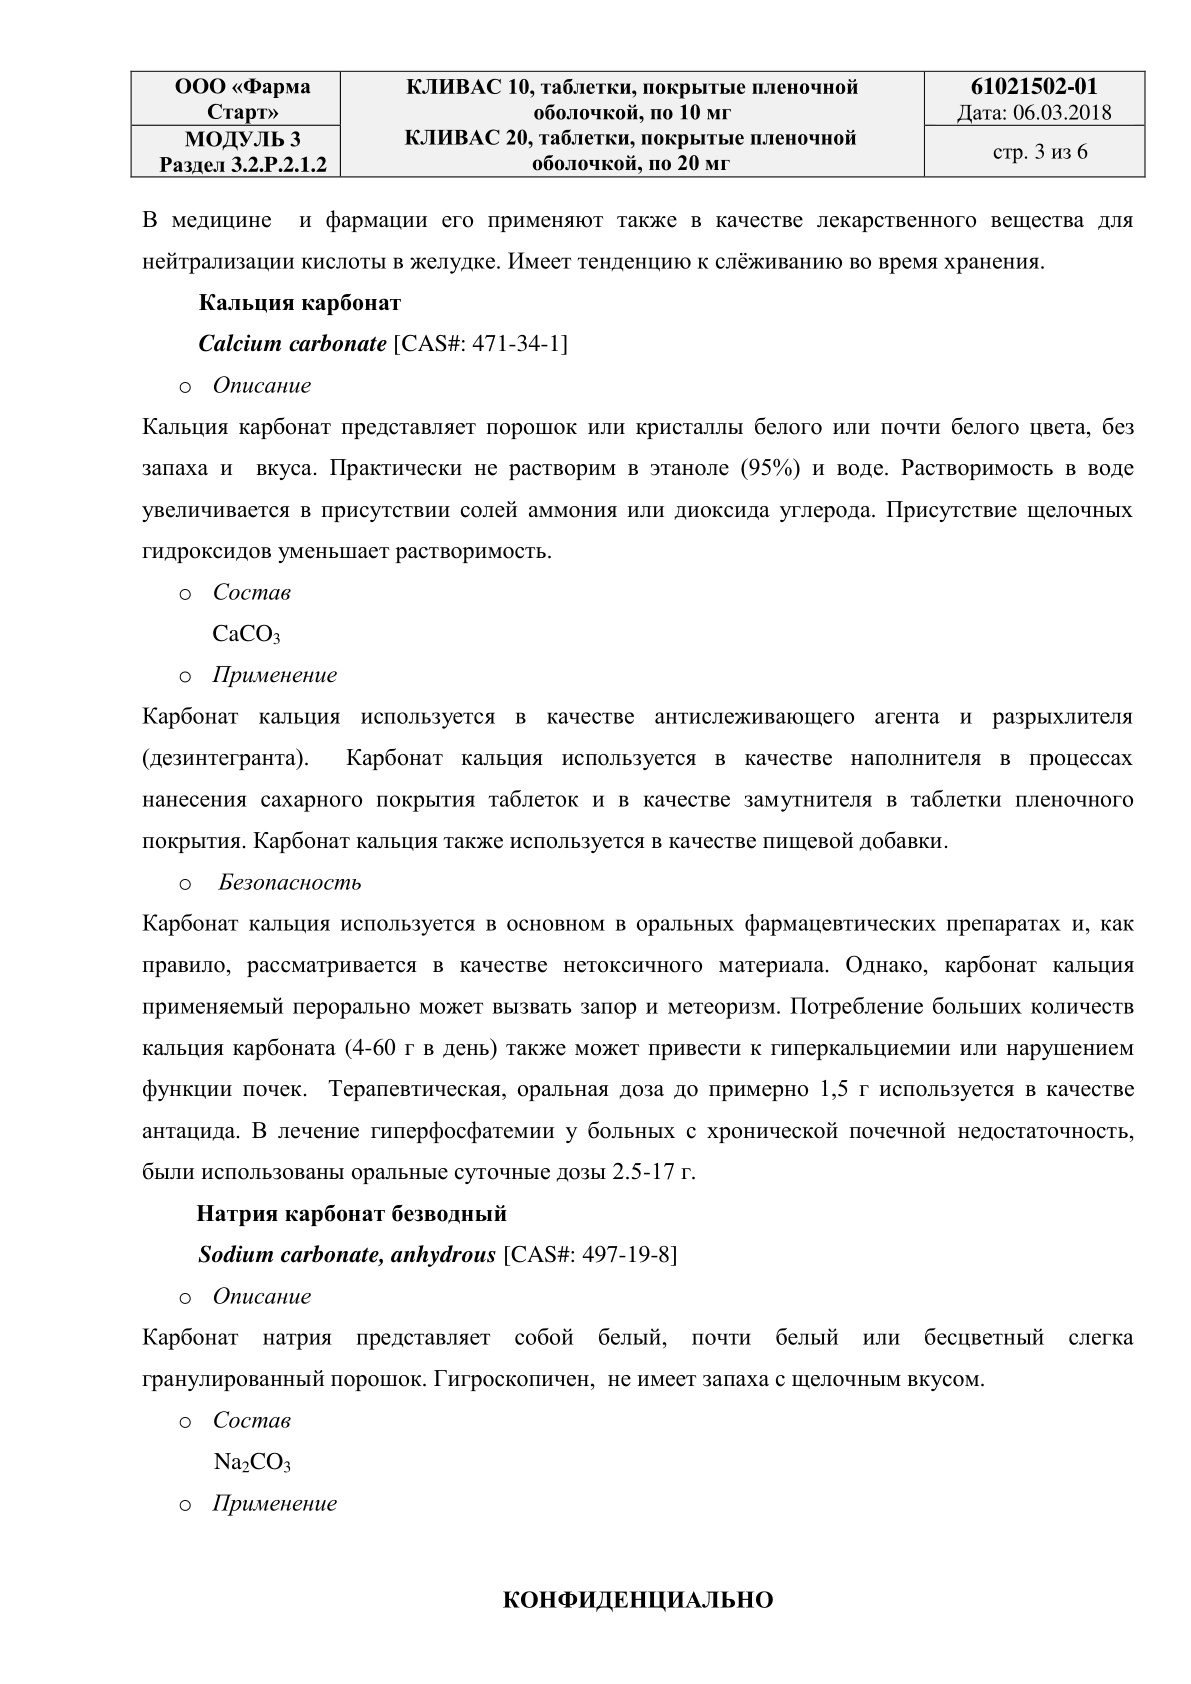 ООО «Фарма
Старт»
МОДУЛЬ 3
Раздел 3.2.Р.2.1.2
КЛИВАС 10, таблетки, покрытые пленочной
оболочкой, по 10 мг
КЛИВАС 20, таблетки, покрытые пленочной
оболочкой, по 20 мг
61021502-01
Дата: 06.03.2018
стр. 3 из 6
В медицине и фармации его применяют также в качестве лекарственного вещества для
нейтрализации кислоты в желудке. Имеет тенденцию к слёживанию во время хранения.
Кальция карбонат
Calcium carbonate [CAS#: 471-34-1]
o Описание
Кальция карбонат представляет порошок или кристаллы белого или почти белого цвета, без
запаха и вкуса. Практически не растворим в этаноле (95%) и воде. Растворимость в воде
увеличивается в присутствии солей аммония или диоксида углерода. Присутствие щелочных
гидроксидов уменьшает растворимость.
o Состав
CaCO3
o Применение
Карбонат кальция используется в качестве антислеживающего агента и разрыхлителя
(дезинтегранта). Карбонат кальция используется в качестве наполнителя в процессах
нанесения сахарного покрытия таблеток и в качестве замутнителя в таблетки пленочного
покрытия. Карбонат кальция также используется в качестве пищевой добавки.
o Безопасность
Карбонат кальция используется в основном в оральных фармацевтических препаратах и, как
правило, рассматривается в качестве нетоксичного материала. Однако, карбонат кальция
применяемый перорально может вызвать запор и метеоризм. Потребление больших количеств
кальция карбоната (4-60 г в день) также может привести к гиперкальциемии или нарушением
функции почек. Терапевтическая, оральная доза до примерно 1,5 г используется в качестве
антацида. В лечение гиперфосфатемии у больных с хронической почечной недостаточность,
были использованы оральные суточные дозы 2.5-17 г.
Натрия карбонат безводный
Sodium carbonate, anhydrous [CAS#: 497-19-8]
o Описание
Карбонат натрия представляет собой белый, почти белый или бесцветный слегка
гранулированный порошок. Гигроскопичен, не имеет запаха с щелочным вкусом.
o Состав
Na2CO3
o Применение
КОНФИДЕНЦИАЛЬНО